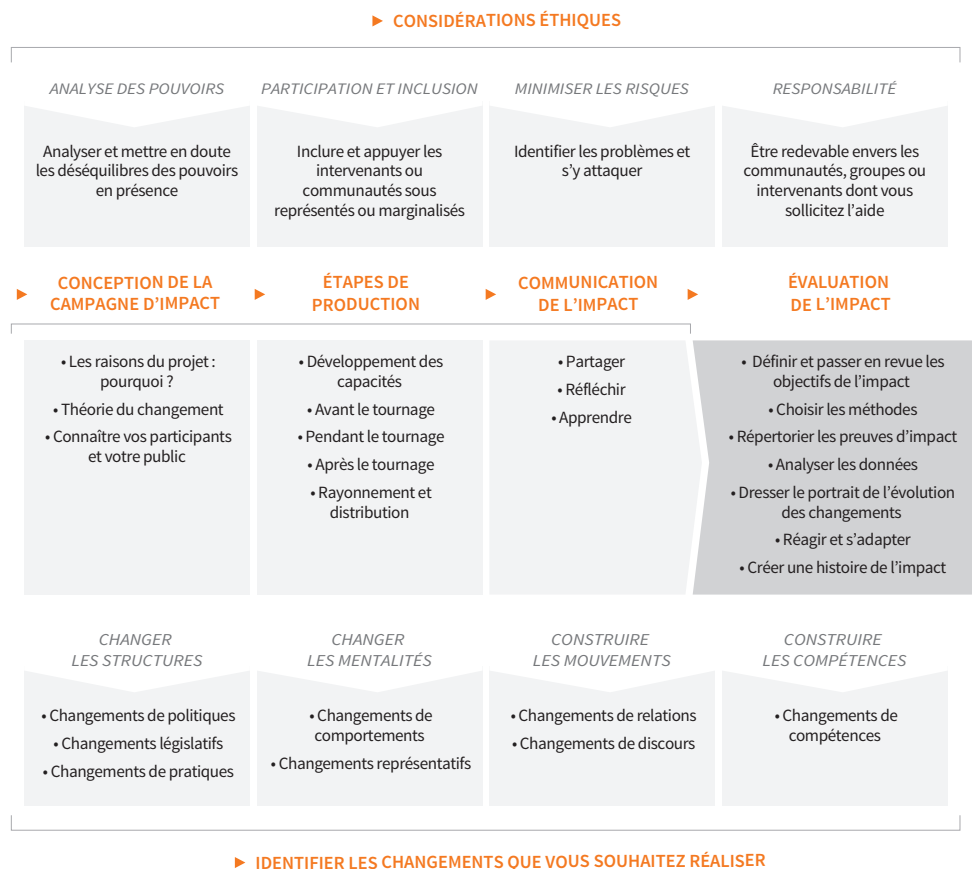 ► CONSIDÉRATIONS ÉTHIQUES
ANALYSE DES POUVOIRS
Analyser et mettre en doute
les déséquilibres des pouvoirs
en présence
PARTICIPATION ET INCLUSION
Inclure et appuyer les
intervenants ou
communautés sous
représentés ou marginalisés
MINIMISER LES RISQUES
Identifier les problèmes et
s’y attaquer
RESPONSABILITÉ
Être redevable envers les
communautés, groupes ou
intervenants dont vous
sollicitez l’aide
► CONCEPTION DE LA
CAMPAGNE D’IMPACT
• Les raisons du projet :
pourquoi ?
• Théorie du changement
• Connaître vos participants
et votre public
► ÉTAPES DE
PRODUCTION
• Développement des
capacités
• Avant le tournage
• Pendant le tournage
• Après le tournage
• Rayonnement et
distribution
► COMMUNICATION
DE L’IMPACT
• Partager
• Réfléchir
• Apprendre
► ÉVALUATION
DE L’IMPACT
• Définir et passer en revue les
objectifs de l’impact
• Choisir les méthodes
• Répertorier les preuves d’impact
• Analyser les données
• Dresser le portrait de l’évolution
des changements
• Réagir et s’adapter
• Créer une histoire de l’impact
CHANGER
LES STRUCTURES
• Changements de politiques
• Changements législatifs
• Changements de pratiques
CHANGER
LES MENTALITÉS
• Changements de
comportements
• Changements représentatifs
CONSTRUIRE
LES MOUVEMENTS
• Changements de relations
• Changements de discours
CONSTRUIRE
LES COMPÉTENCES
• Changements de
compétences
► IDENTIFIER LES CHANGEMENTS QUE VOUS SOUHAITEZ RÉALISER